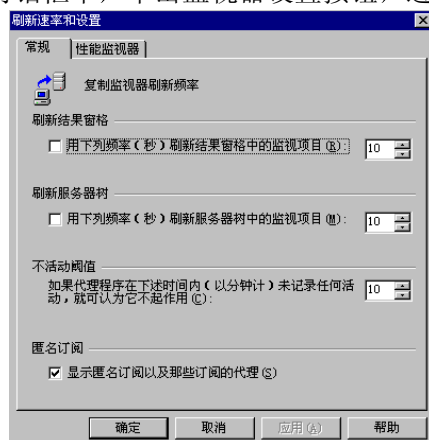 刷新速率和设置
常规 性能监视器
复制监视器刷新频率
刷新结果窗格
用下列频率(秒)刷新结果窗格中的监视项目(R): 10
刷新服务器树
用下列频率(秒)刷新服务器树中的监视项目(M): 10
不活动阀值
如果代理程序在下述时间内(以分钟计)未记录任何活
动,就可认为它不起作用(C): 10
匿名订阅
显示匿名订阅以及那些订阅的代理(S)
确定 取消 应用(A) 帮助